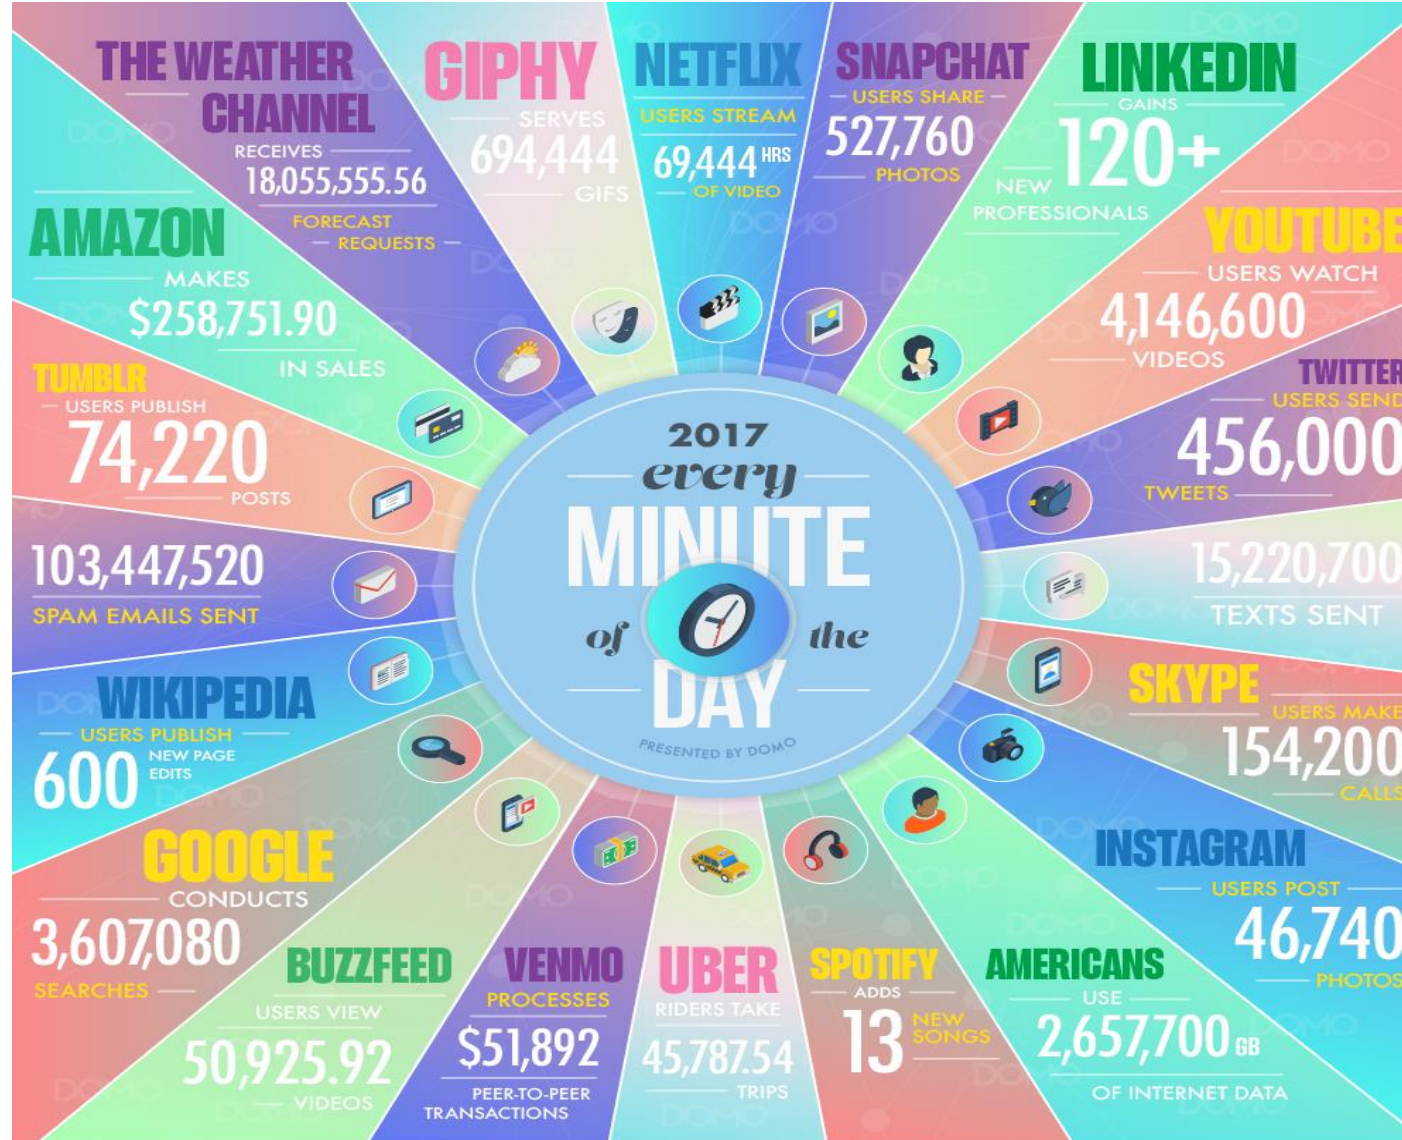 THE WEATHER
CHANNEL
RECEIVES
18,055,555.56
FORECAST
REQUESTS
GIPHY
SERVES
694,444
GIFS
NETFLIX
USERS STREAM
69,444 HRS
OF VIDEO
SNAPCHAT
USERS SHARE
527,760
PHOTOS
LINKEDIN
GAINS
120+
NEW
PROFESSIONALS
YOUTUBE
USERS WATCH
4,146,600
VIDEOS
TWITTER
USERS SEND
456,000
TWEETS
15,220,700
TEXTS SENT
SKYPE
USERS MAKE
154,200
CALLS
INSTAGRAM
USERS POST
46,740
PHOTOS
AMERICANS
USE
2,657,700 GB
OF INTERNET DATA
SPOTIFY
ADDS
13 NEW
SONGS
UBER
RIDERS TAKE
45,787.54
TRIPS
VENMO
PROCESSES
$51,892
PEER-TO-PEER
TRANSACTIONS
BUZZFEED
USERS VIEW
50,925.92
VIDEOS
GOOGLE
CONDUCTS
3,607,080
SEARCHES
WIKIPEDIA
USERS PUBLISH
600 NEW PAGE
EDITS
103,447,520
SPAM EMAILS SENT
TUMBLR
USERS PUBLISH
74,220
POSTS
AMAZON
MAKES
$258,751.90
IN SALES
2017
every
MINUTE
of the
DAY
PRESENTED BY DOMO